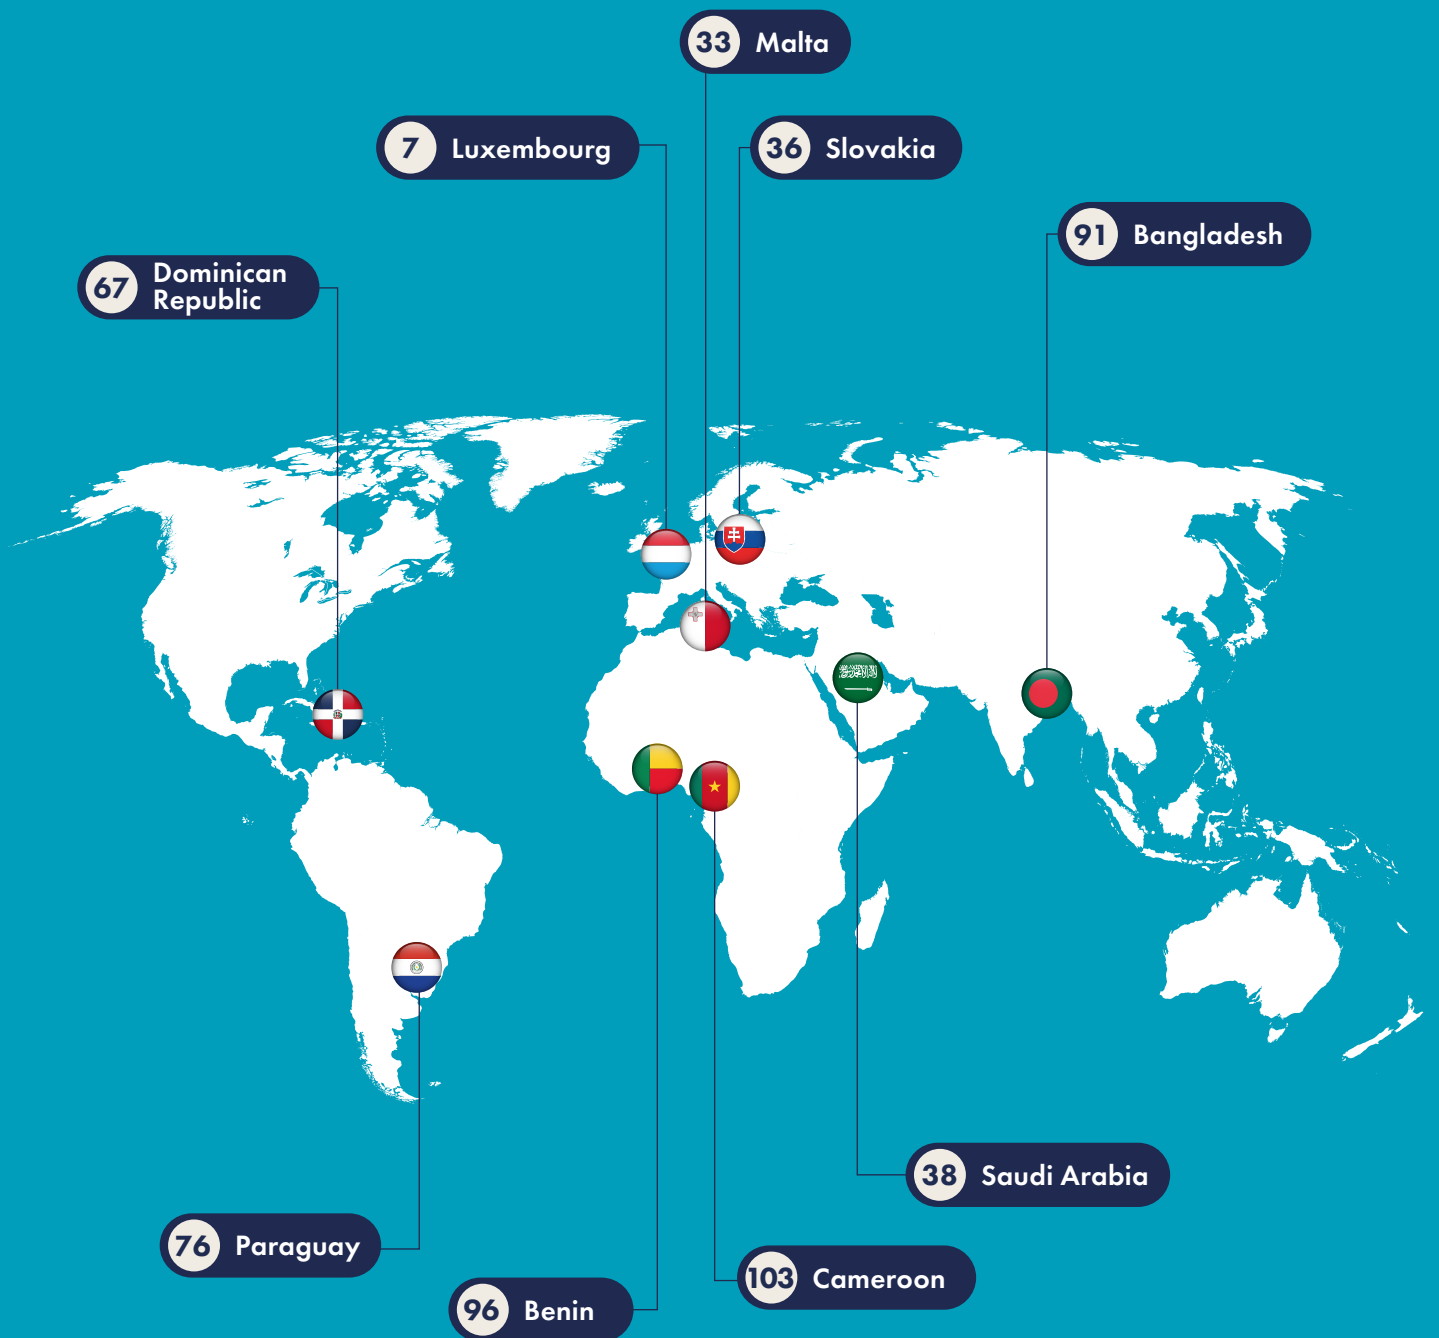 33 Malta
7 Luxembourg
36 Slovakia
91 Bangladesh
67 Dominican
Republic
38 Saudi Arabia
76 Paraguay
103 Cameroon
96 Benin